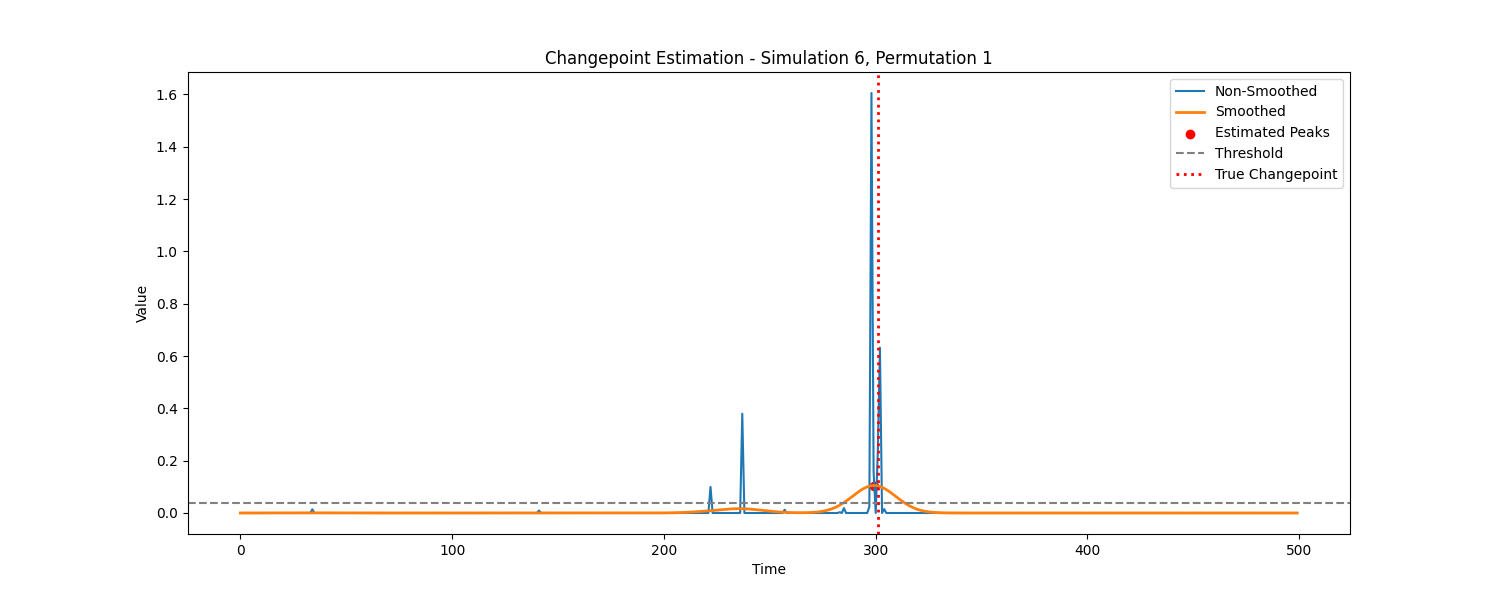 Changepoint Estimation - Simulation 6, Permutation 1
Non-Smoothed
Smoothed
Estimated Peaks
Threshold
True Changepoint
Value
1.6
1.4
1.2
1.0
0.8
0.6
0.4
0.2
0.0
0 100 200 300 400 500
Time